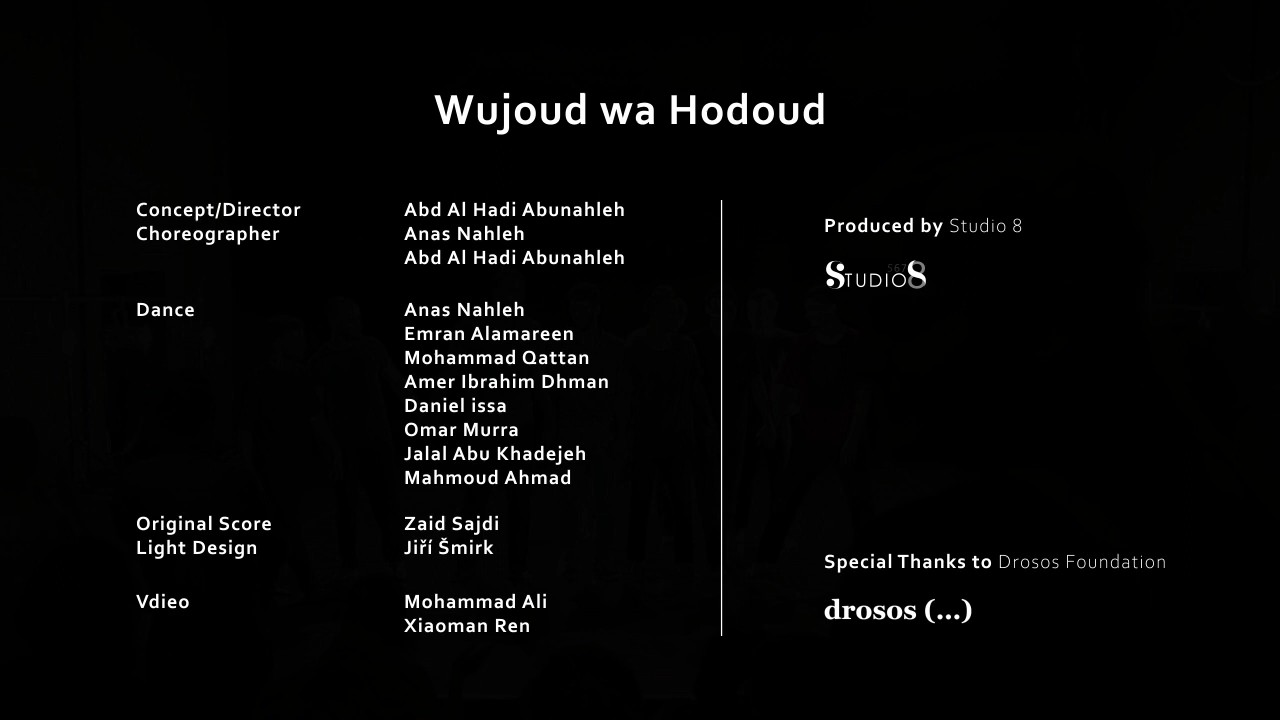 Wujoud wa Hodoud
Concept/Director Abd Al Hadi Abunahleh
Choreographer Anas Nahleh
Abd Al Hadi Abunahleh
Dance Anas Nahleh
Emran Alamareen
Mohammad Qattan
Amer Ibrahim Dhman
Daniel issa
Omar Murra
Jalal Abu Khadejeh
Mahmoud Ahmad
Original Score Zaid Sajdi
Light Design Jiří Šmirk
Vdieo Mohammad Ali
Xiaoman Ren
Produced by Studio 8
STUDIO 5678
Special Thanks to Drosos Foundation
drosos (...)